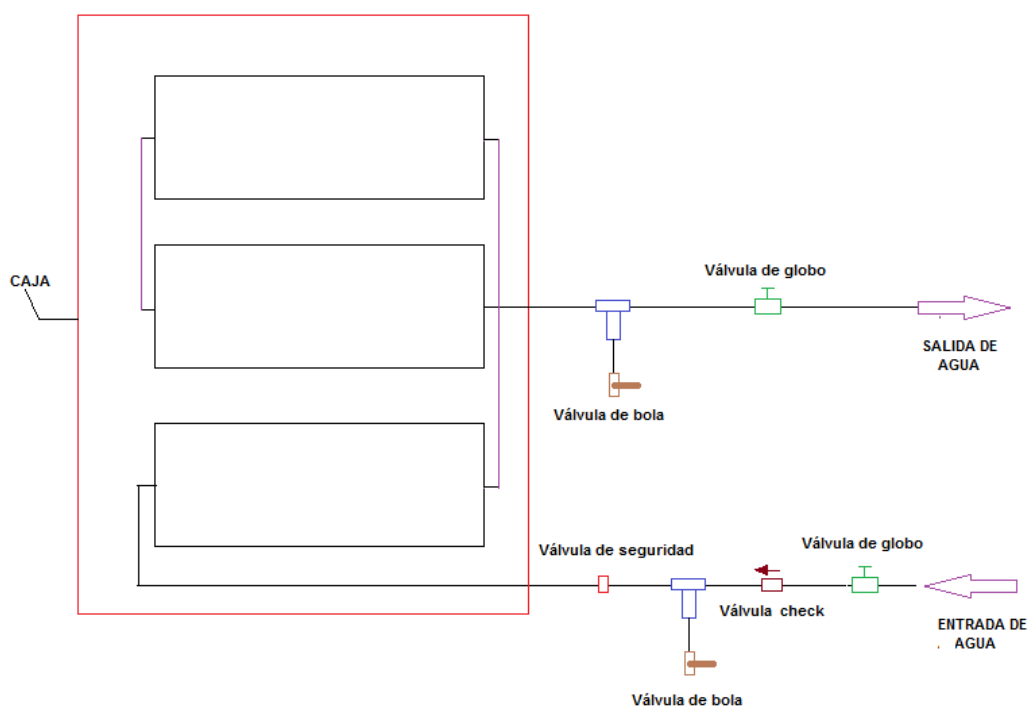 CAJA
Válvula de globo
SALIDA DE
AGUA
Válvula de bola
Válvula de seguridad
Válvula de globo
Válvula check
ENTRADA DE
AGUA
Válvula de bola